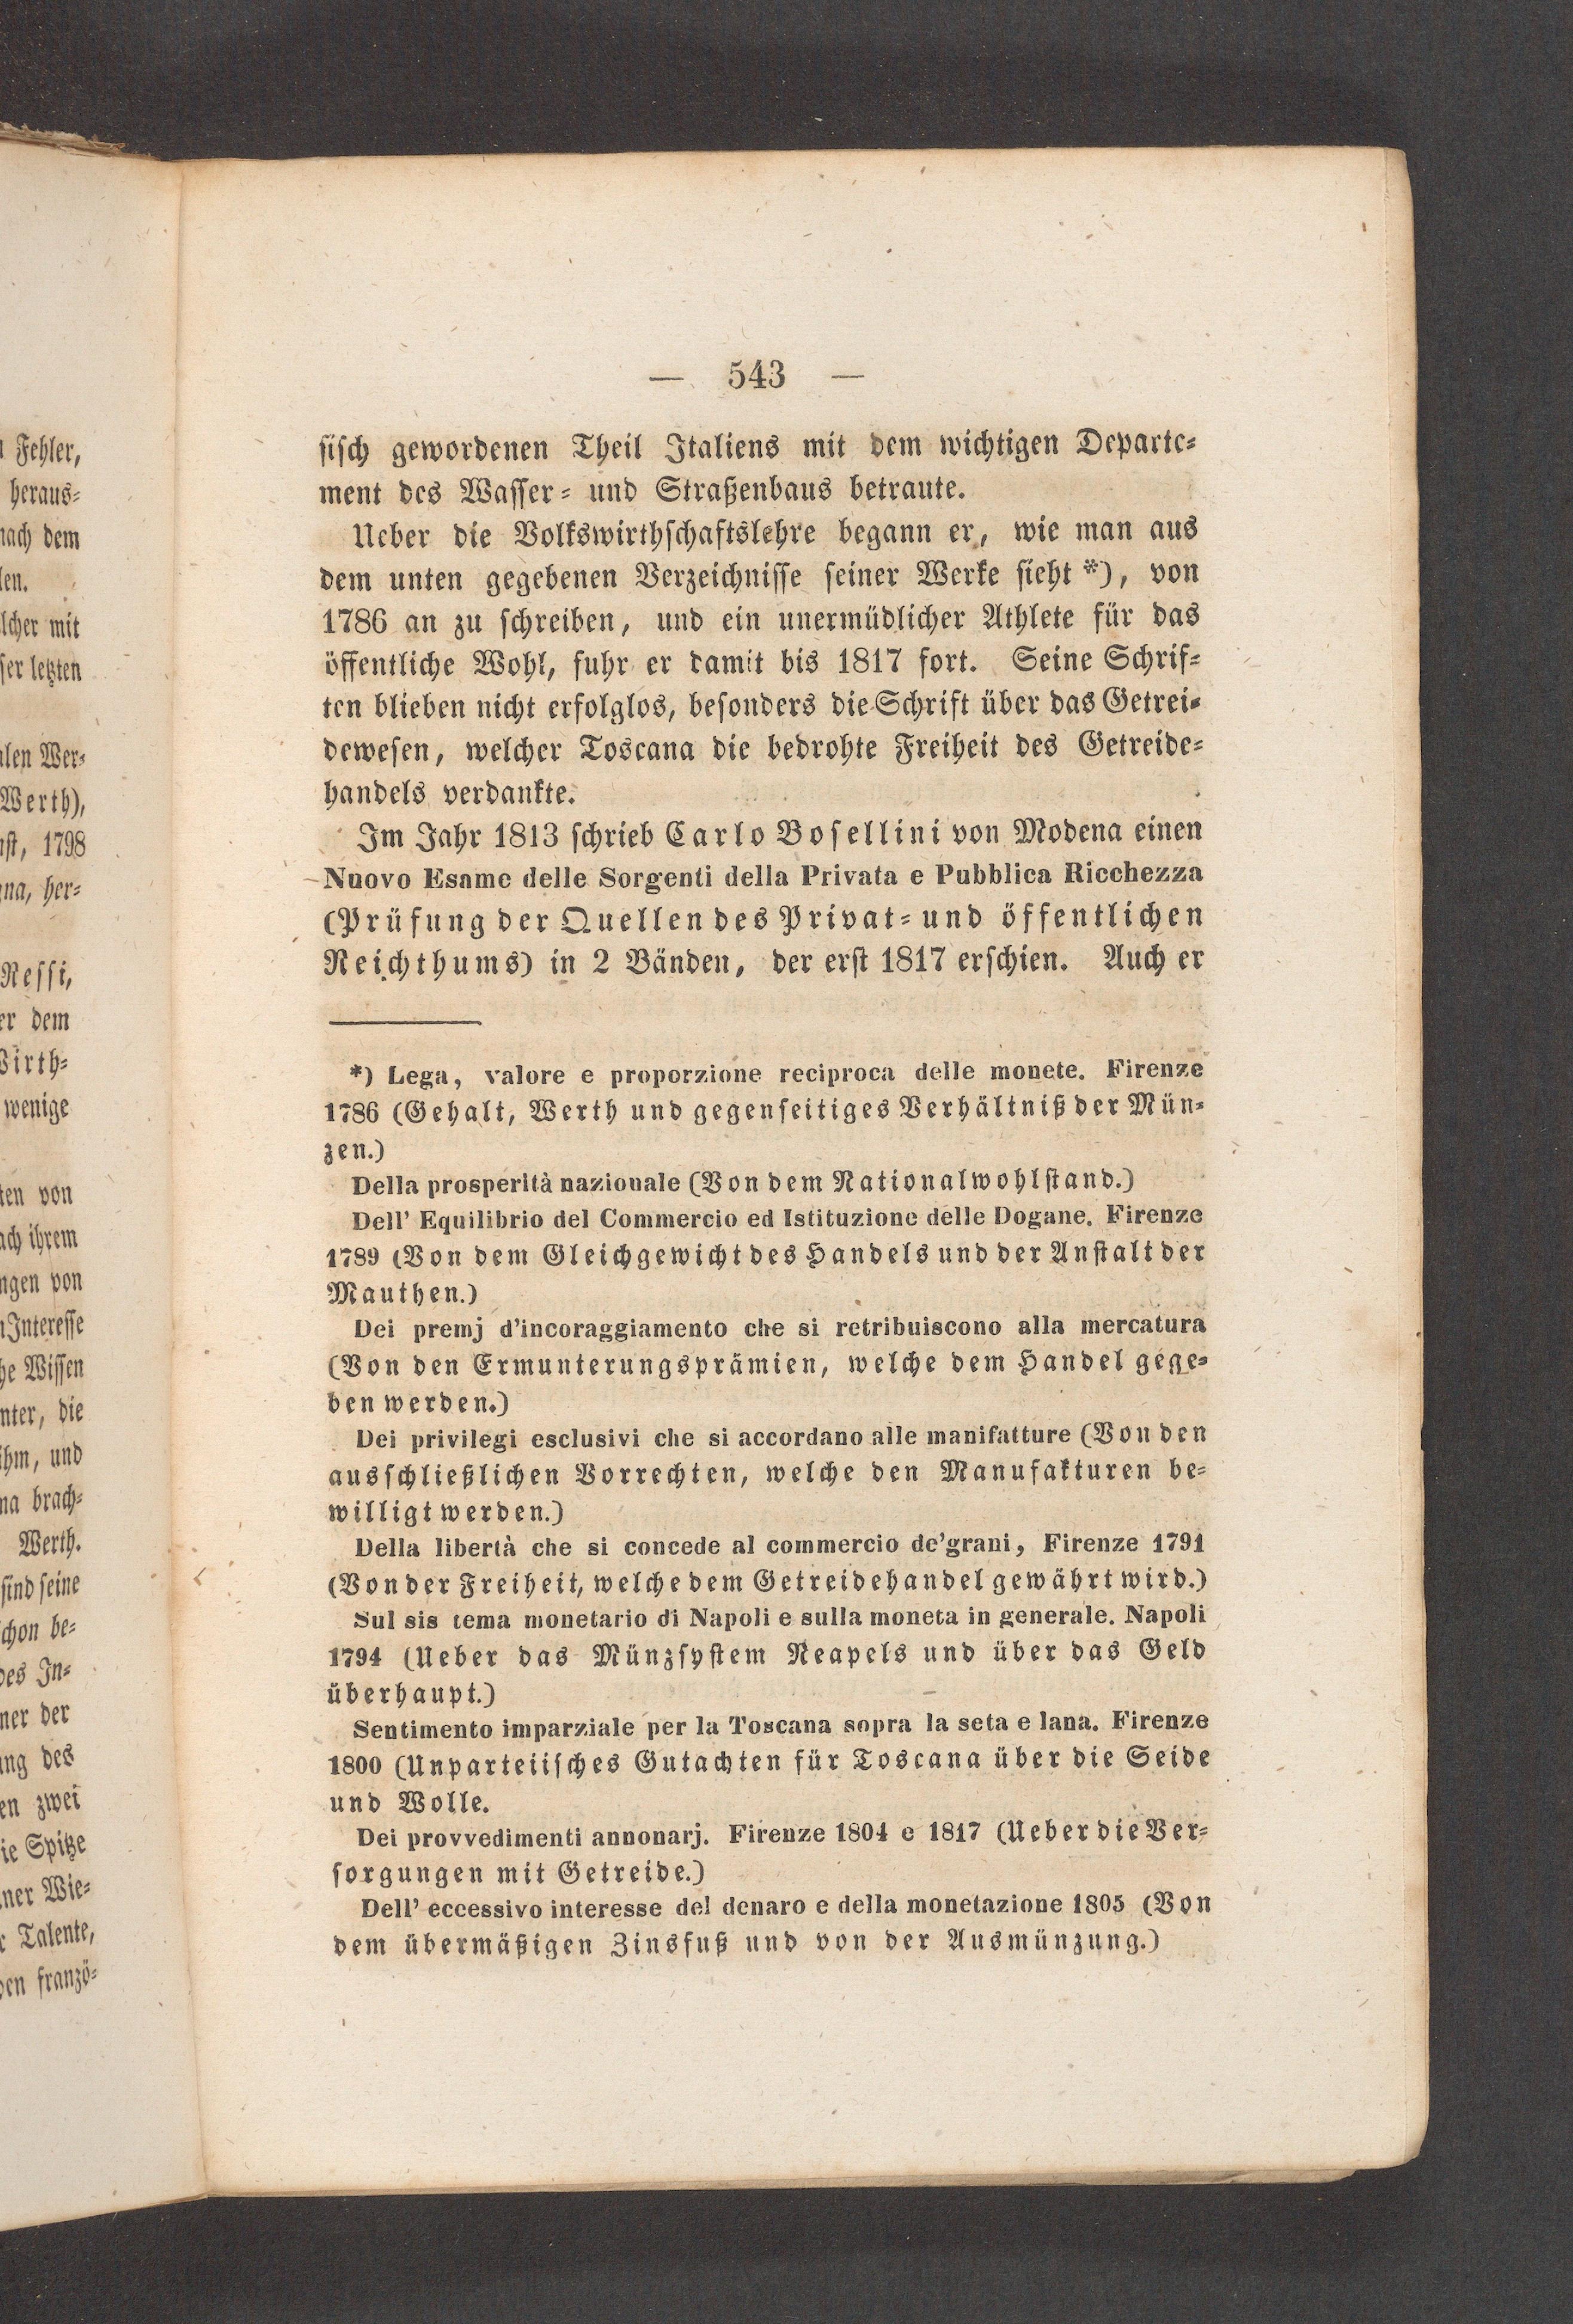 — 543 —
sisch gewordenen Theil Italiens mit dem wichtigen Departe-
ment des Wasser- und Straßenbaus betraute.
Ueber die Volkswirthschaftslehre begann er, wie man aus
dem unten gegebenen Verzeichnisse seiner Werke sieht *), von
1786 an zu schreiben, und ein unermüdlicher Athlete für das
öffentliche Wohl, fuhr er damit bis 1817 fort. Seine Schrif-
ten blieben nicht erfolglos, besonders die Schrift über das Getrei-
dewesen, welcher Toscana die bedrohte Freiheit des Getreide-
handels verdankte.
Im Jahr 1813 schrieb Carlo Bosellini von Modena einen
Nuovo Esame delle Sorgenti della Privata e Pubblica Ricchezza
(Prüfung der Quellen des Privat- und öffentlichen
Reichthums) in 2 Bänden, der erst 1817 erschien. Auch er
*) Lega, valore e proporzione reciproca delle monete. Firenze
1786 (Gehalt, Werth und gegenseitiges Verhältniß der Mün-
zen.)
Della prosperità nazionale (Von dem Nationalwohlstand.)
Dell' Equilibrio del Commercio ed Istituzione delle Dogane. Firenze
1789 (Von dem Gleichgewicht des Handels und der Anstalt der
Mauthen.)
Dei premj d'incoraggiamento che si retribuiscono alla mercatura
(Von den Ermunterungsprämien, welche dem Handel gege-
ben werden.)
Dei privilegi esclusivi che si accordano alle manifatture (Von den
ausschließlichen Vorrechten, welche den Manufakturen be-
willigt werden.)
Della libertà che si concede al commercio de'grani, Firenze 1791
(Von der Freiheit, welche dem Getreidehandel gewährt wird.)
Sul sis tema monetario di Napoli e sulla moneta in generale. Napoli
1794 (Ueber das Münzsystem Neapels und über das Geld
überhaupt.)
Sentimento imparziale per la Toscana sopra la seta e lana. Firenze
1800 (Unparteiisches Gutachten für Toscana über die Seide
und Wolle.
Dei provvedimenti annonarj. Firenze 1804 e 1817 (Ueber die Ver-
sorgungen mit Getreide.)
Dell' eccessivo interesse del denaro e della monetazione 1805 (Von
dem übermäßigen Zinsfuß und von der Ausmünzung.)